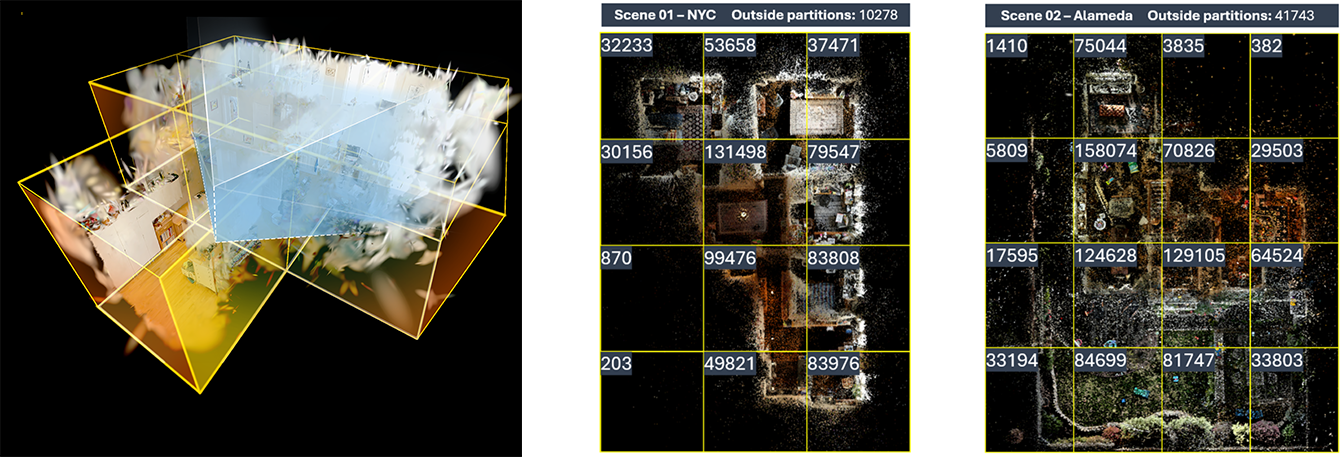 Scene 01 – NYC Outside partitions: 10278
32233 53658 37471
30156 131498 79547
870 99476 83808
203 49821 83976
Scene 02 – Alameda Outside partitions: 41743
1410 75044 3835 382
5809 158074 70826 29503
17595 124628 129105 64524
33194 84699 81747 33803